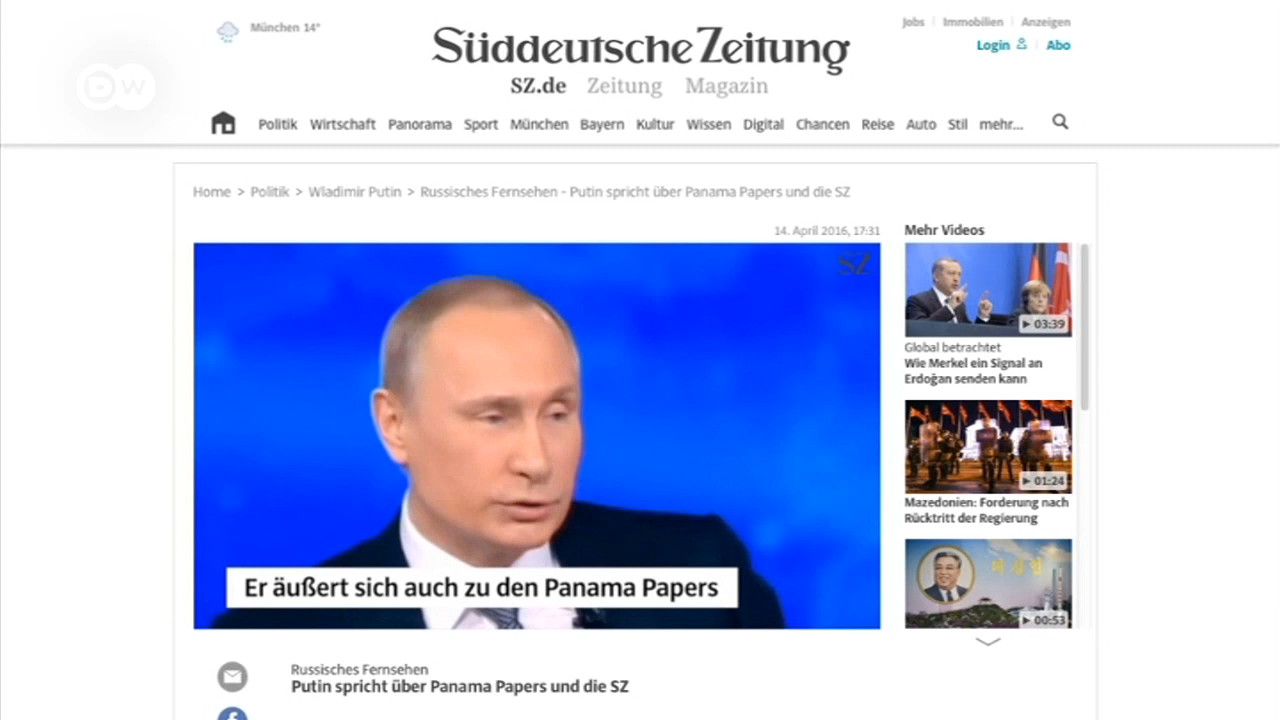 München 14°
Jobs Immobilien Anzeigen
Süddeutsche Zeitung
Login Abo
DW
SZ.de Zeitung Magazin
Politik Wirtschaft Panorama Sport München Bayern Kultur Wissen Digital Chancen Reise Auto Stil mehr...
Home > Politik > Wladimir Putin > Russisches Fernsehen - Putin spricht über Panama Papers und die SZ
14. April 2016, 17:31
SZ
Er äußert sich auch zu den Panama Papers
Mehr Videos
03:39
Global betrachtet
Wie Merkel ein Signal an
Erdoğan senden kann
01:24
Mazedonien: Forderung nach
Rücktritt der Regierung
00:53
Russisches Fernsehen
Putin spricht über Panama Papers und die SZ